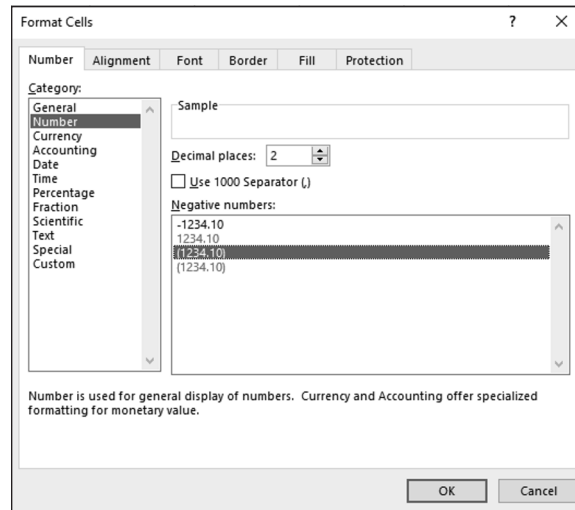 Format Cells ? X
Number Alignment Font Border Fill Protection
Category:
General
Number
Currency
Accounting
Date
Time
Percentage
Fraction
Scientific
Text
Special
Custom
Sample
Decimal places: 2
Use 1000 Separator (,)
Negative numbers:
-1234.10
1234.10
(1234.10)
(1234.10)
Number is used for general display of numbers. Currency and Accounting offer specialized
formatting for monetary value.
OK Cancel